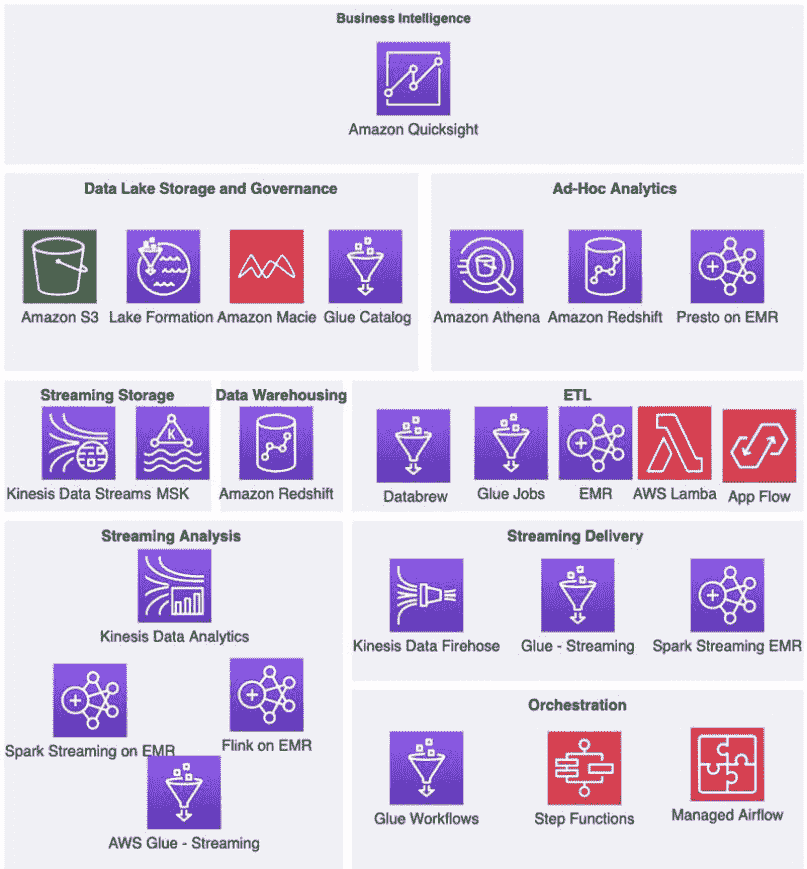 Business Intelligence
Amazon Quicksight
Data Lake Storage and Governance
Amazon S3
Lake Formation
Amazon Macie
Glue Catalog
Ad-Hoc Analytics
Amazon Athena
Amazon Redshift
Presto on EMR
Streaming Storage
Kinesis Data Streams
MSK
K
Data Warehousing
Amazon Redshift
ETL
Databrew
Glue Jobs
EMR
AWS Lamba
App Flow
Streaming Analysis
Kinesis Data Analytics
Spark Streaming on EMR
Flink on EMR
AWS Glue - Streaming
Streaming Delivery
Kinesis Data Firehose
Glue - Streaming
Spark Streaming EMR
Orchestration
Glue Workflows
Step Functions
Managed Airflow